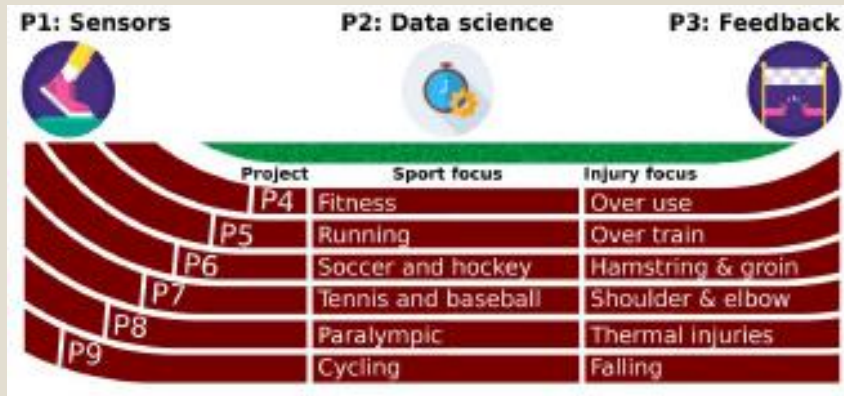 P1: Sensors P2: Data science P3: Feedback
Project Sport focus Injury focus
P4 Fitness Over use
P5 Running Over train
P6 Soccer and hockey Hamstring & groin
P7 Tennis and baseball Shoulder & elbow
P8 Paralympic Thermal injuries
P9 Cycling Falling